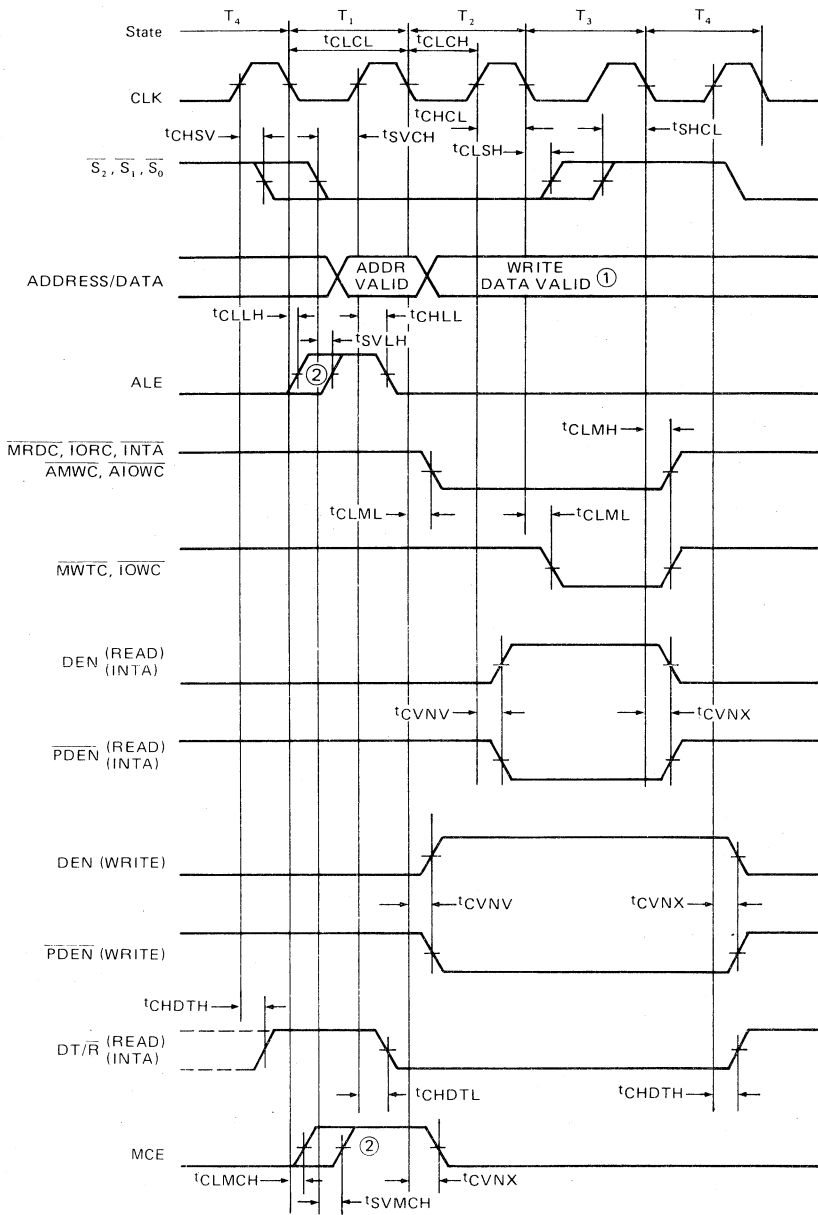 State T4 T1 T2 T3 T4
tCLCL tCLCH
CLK
tCHCL
tCHSV tSVCH tSHCL
tCLSH
S2, S1, S0
ADDRESS/DATA
ADDR VALID
WRITE DATA VALID ①
tCLLH tCHLL
tSVLH
ALE ②
tCLMH
MRDC, IORC, INTA
AMWC, AIOWC
tCLML tCLML
MWTC, IOWC
DEN (READ)
(INTA)
tCVNV tCVNX
PDEN (READ)
(INTA)
DEN (WRITE)
tCVNV tCVNX
PDEN (WRITE)
tCHDTH
DT/R (READ)
(INTA)
tCHDTL tCHDTH
MCE ②
tCLMCH tCVNX
tSVMCH